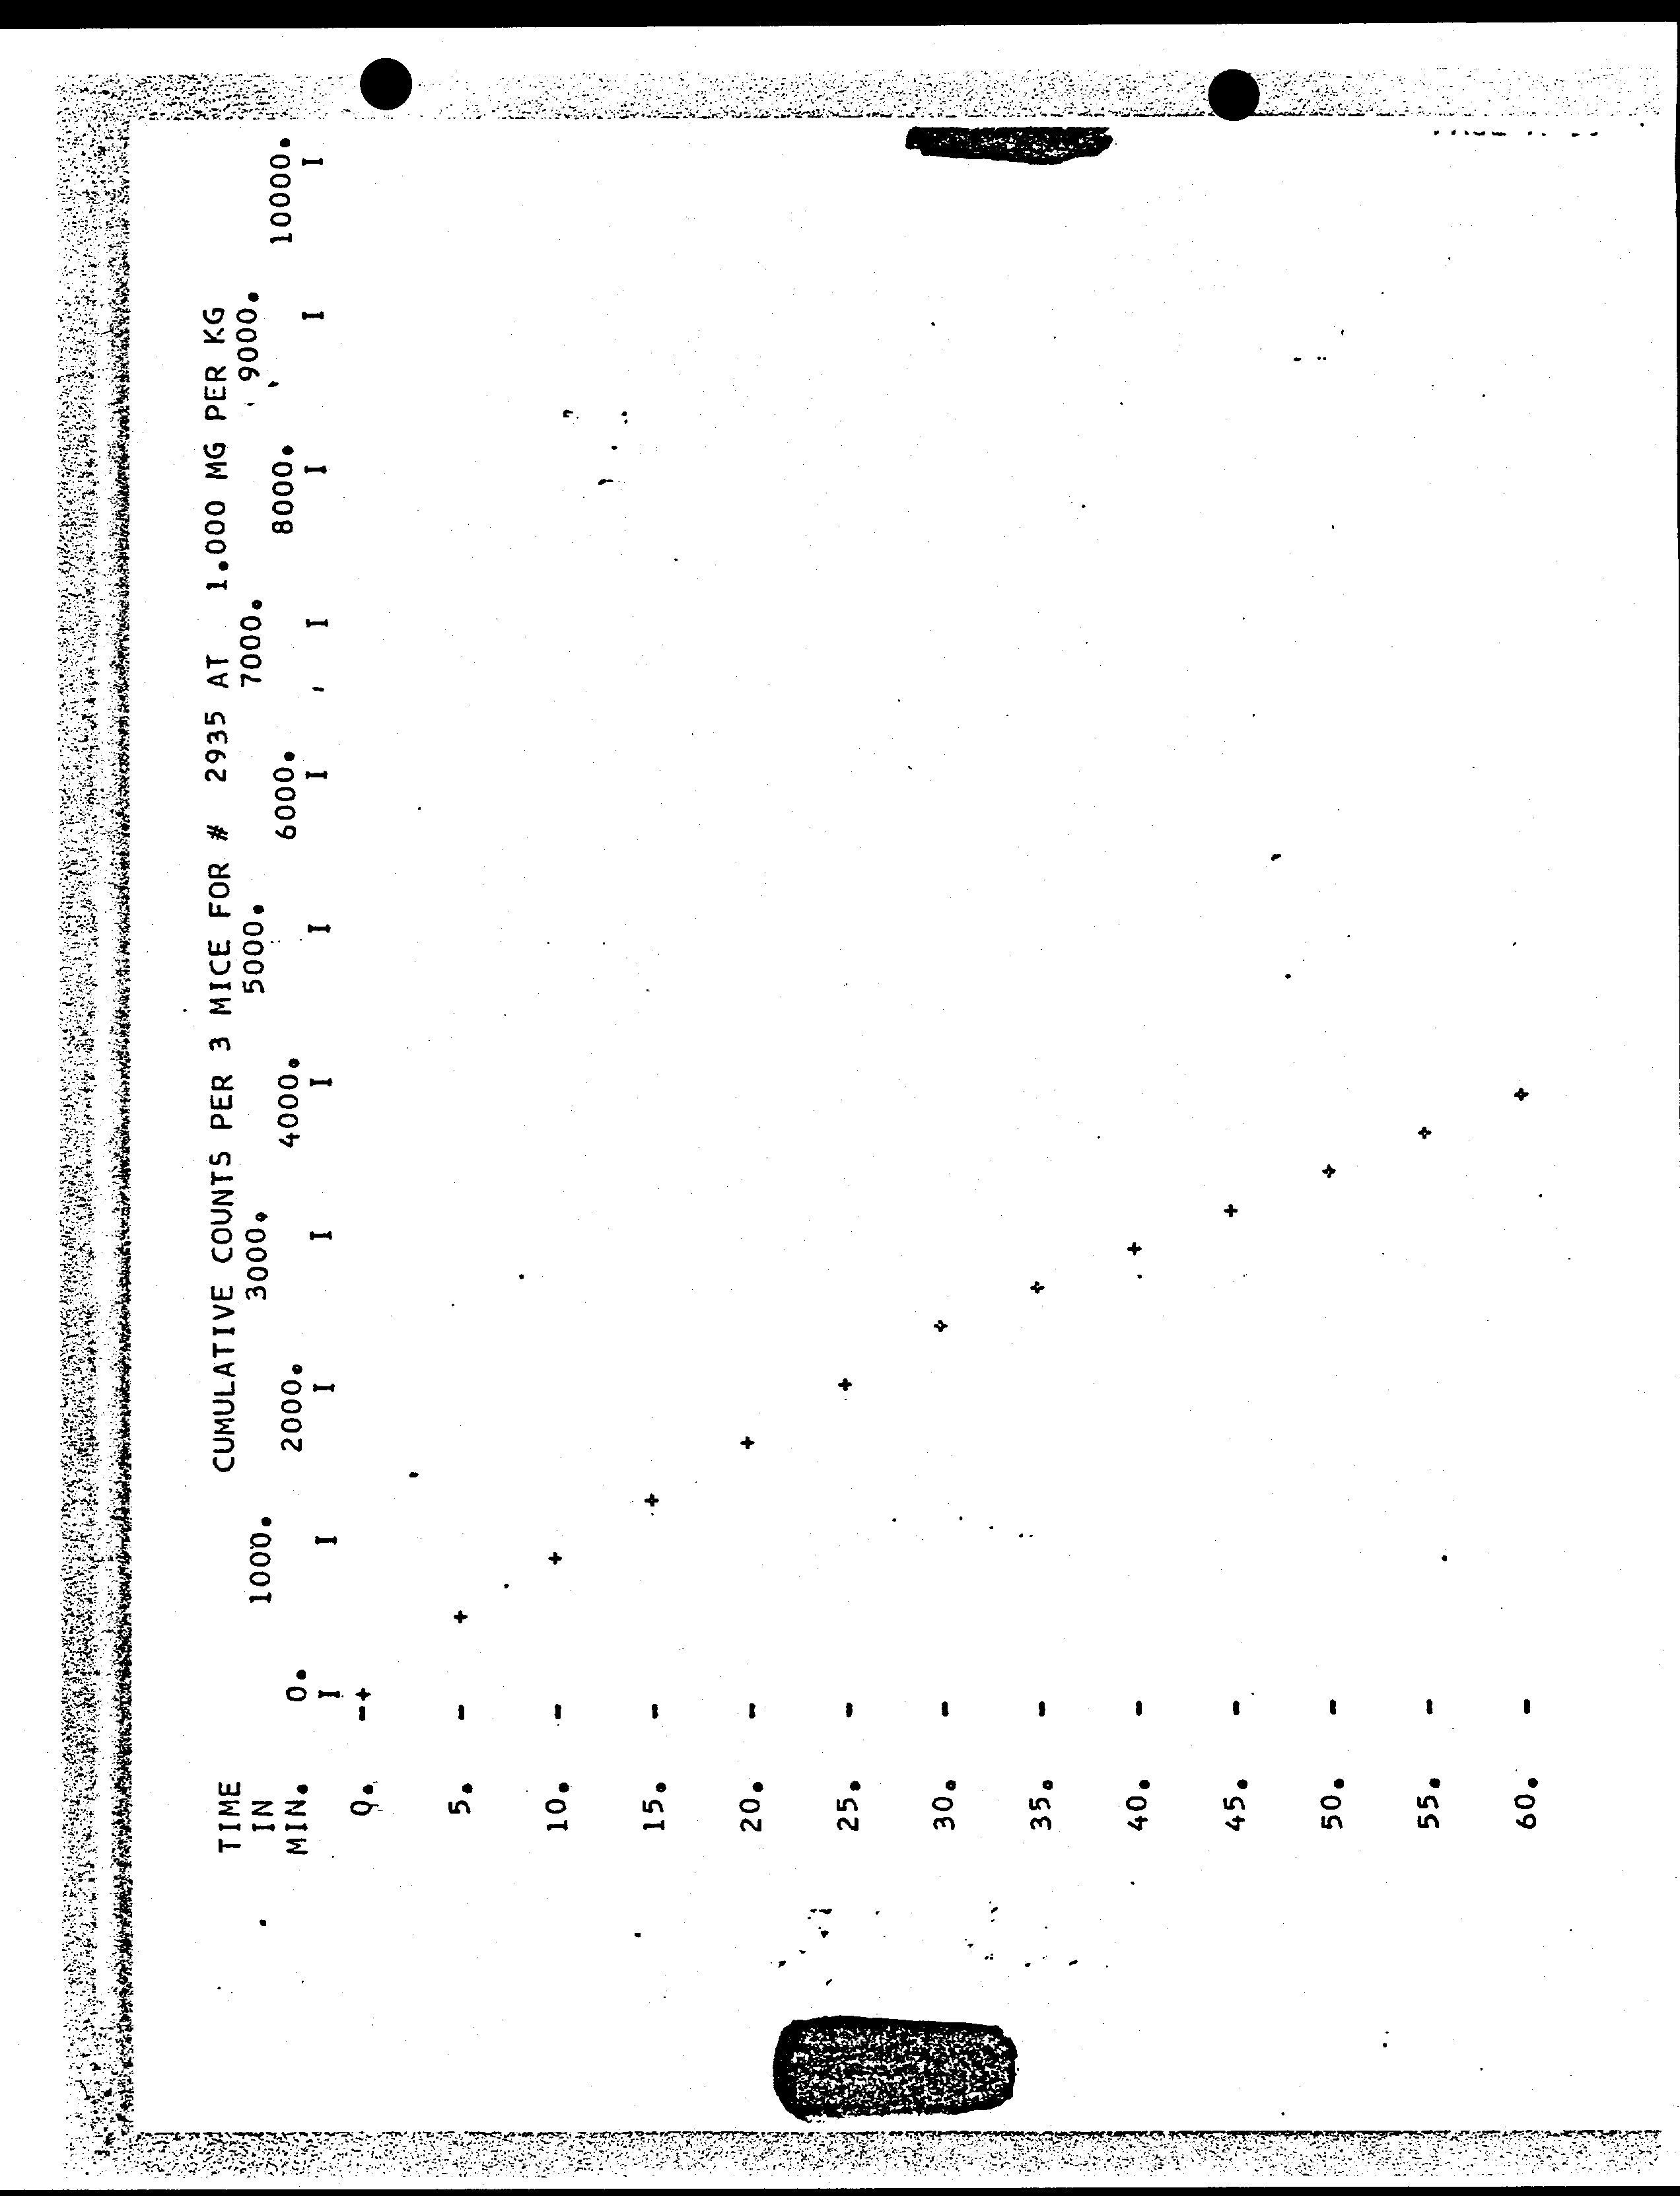 CUMULATIVE COUNTS PER 3 MICE FOR # 2935 AT 1.000 MG PER KG
TIME
IN 1000. 3000. 5000. 7000. 9000.
MIN. 0. 2000. 4000. 6000. 8000. 10000.
I I I I I I I I I I I
0. -+
5. - +
10. - +
15. - +
20. - +
25. - +
30. - +
35. - +
40. - +
45. - +
50. - +
55. - +
60. - +